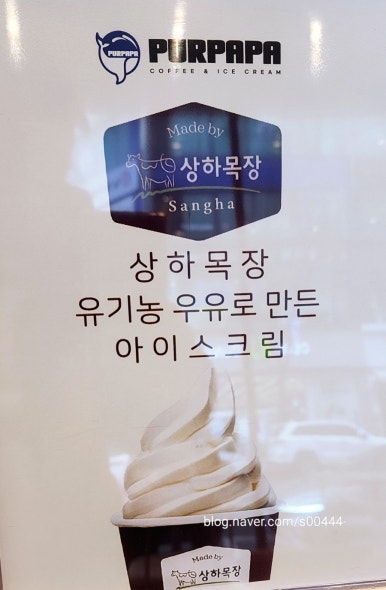 PURPAPA
PURPAPA
COFFEE & ICE CREAM
Made by
상하목장
Sangha
상하목장
유기농 우유로 만든
아이스크림
blog.naver.com/s00444
Made by
상하목장